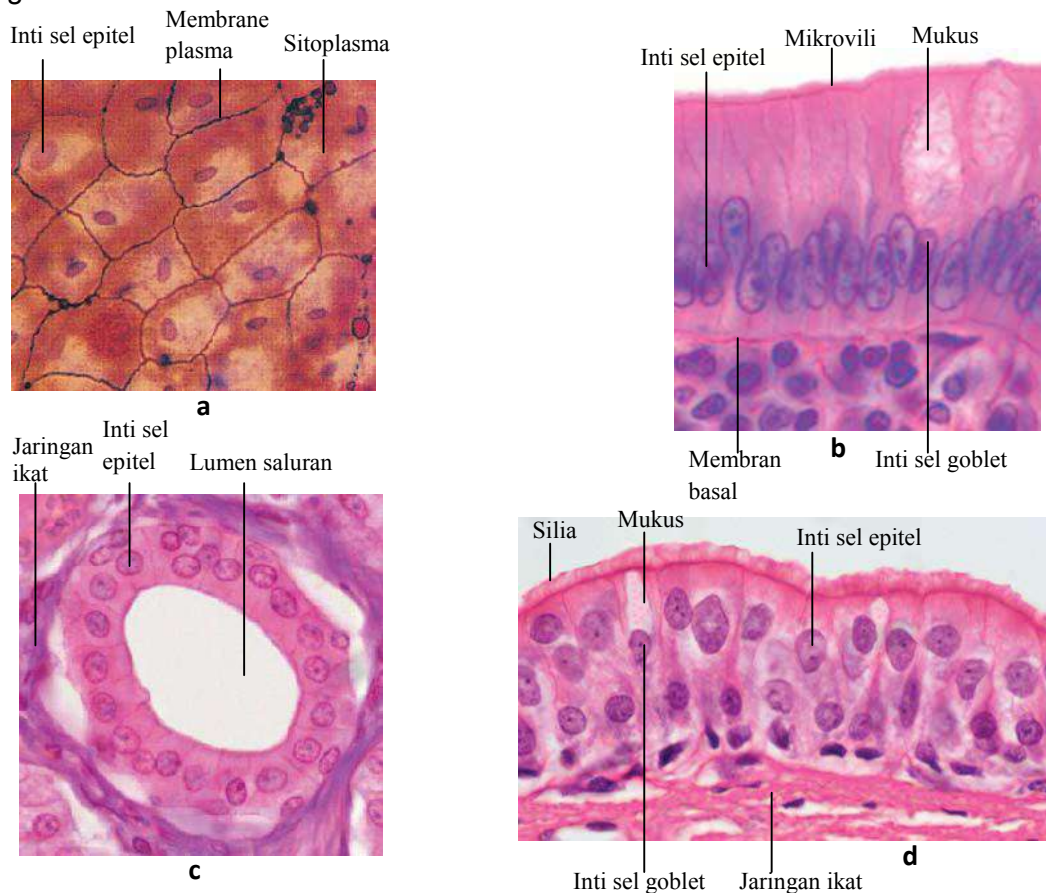 Inti sel epitel
Membrane
plasma
Sitoplasma
a
Inti sel epitel
Mikrovili
Mukus
Membran
basal
Inti sel goblet
b
Jaringan
ikat
Inti sel
epitel
Lumen saluran
c
Silia
Mukus
Inti sel epitel
Inti sel goblet
Jaringan ikat
d